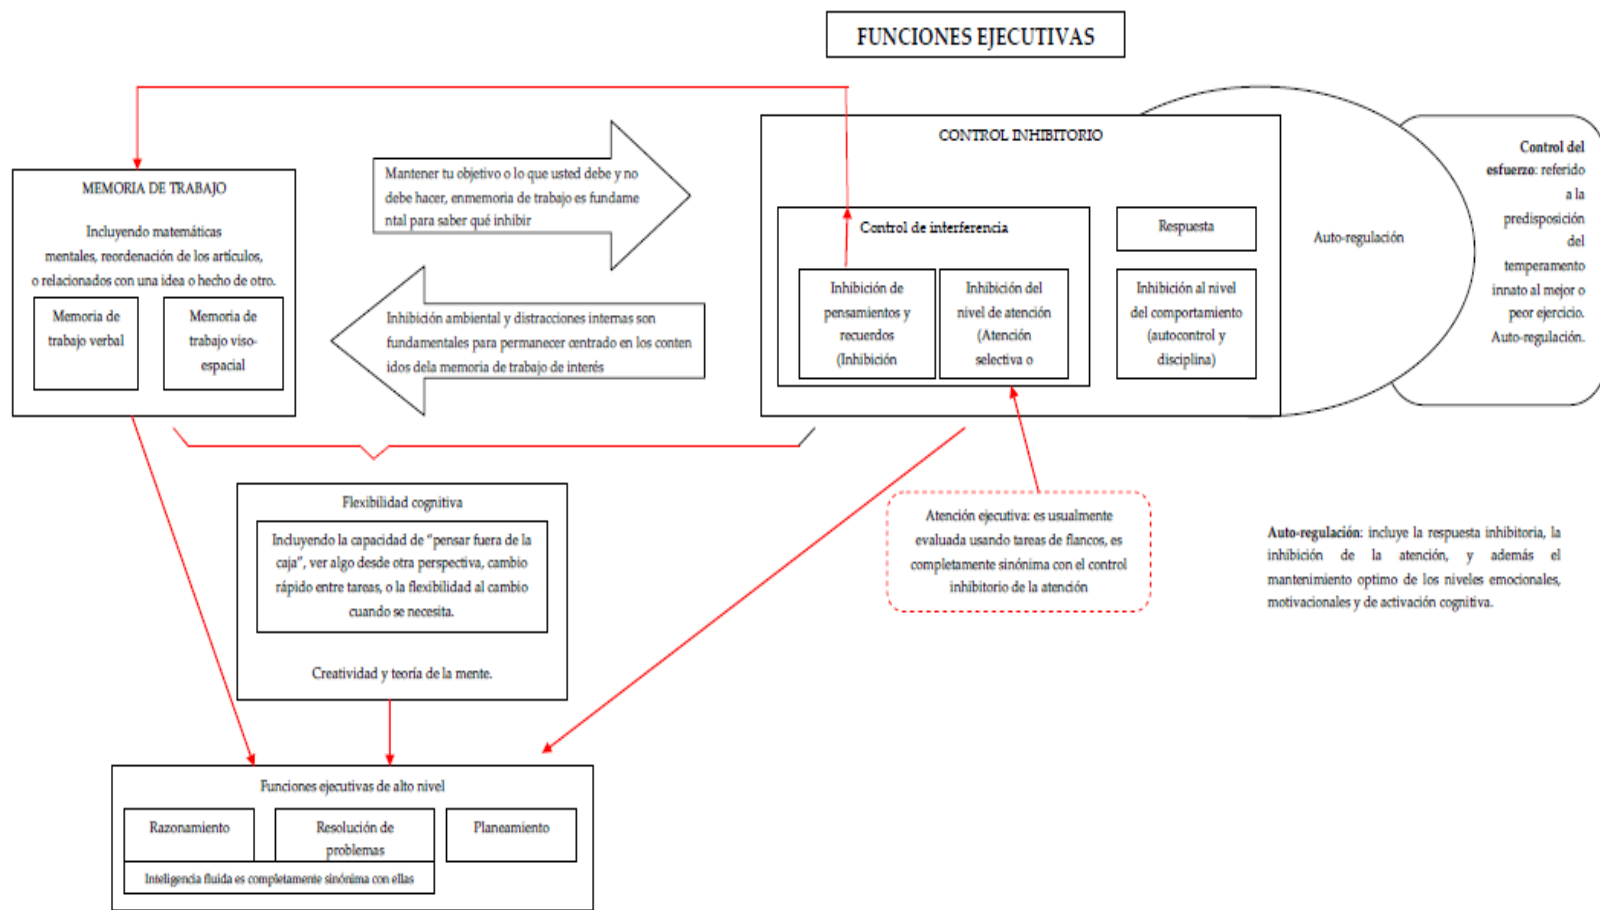 FUNCIONES EJECUTIVAS
MEMORIA DE TRABAJO
Incluyendo matemáticas
mentales, reordenación de los artículos,
o relacionados con una idea o hecho de otro.
Memoria de
trabajo verbal
Memoria de
trabajo viso-
espacial
Mantener tu objetivo o lo que usted debe y no
debe hacer, enmemoria de trabajo es fundame
ntal para saber qué inhibir
Inhibición ambiental y distracciones internas son
fundamentales para permanecer centrado en los conten
idos dela memoria de trabajo de interés
CONTROL INHIBITORIO
Control de interferencia
Inhibición de
pensamientos y
recuerdos
(Inhibición
Inhibición del
nivel de atención
(Atención
selectiva o
Respuesta
Inhibición al nivel
del comportamiento
(autocontrol y
disciplina)
Auto-regulación
Control del
esfuerzo: referido
a la
predisposición
del
temperamento
innato al mejor o
peor ejercicio.
Auto-regulación.
Flexibilidad cognitiva
Incluyendo la capacidad de “pensar fuera de la
caja”, ver algo desde otra perspectiva, cambio
rápido entre tareas, o la flexibilidad al cambio
cuando se necesita.
Creatividad y teoría de la mente.
Atención ejecutiva: es usualmente
evaluada usando tareas de flancos, es
completamente sinónima con el control
inhibitorio de la atención
Auto-regulación: incluye la respuesta inhibitoria, la
inhibición de la atención, y además el
mantenimiento optimo de los niveles emocionales,
motivacionales y de activación cognitiva.
Funciones ejecutivas de alto nivel
Razonamiento
Resolución de
problemas
Planeamiento
Inteligencia fluida es completamente sinónima con ellas